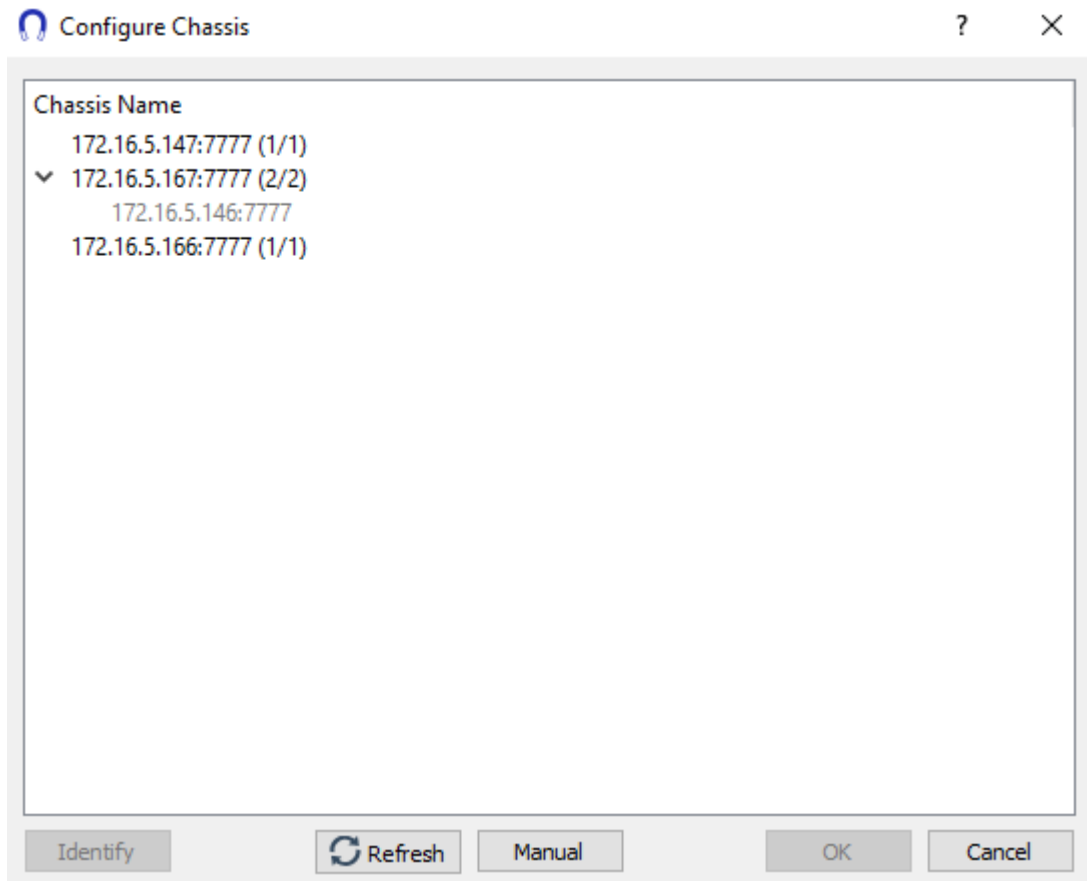 Configure Chassis ?
Chassis Name
172.16.5.147:7777 (1/1)
172.16.5.167:7777 (2/2)
172.16.5.146:7777
172.16.5.166:7777 (1/1)
Identify Refresh Manual OK Cancel